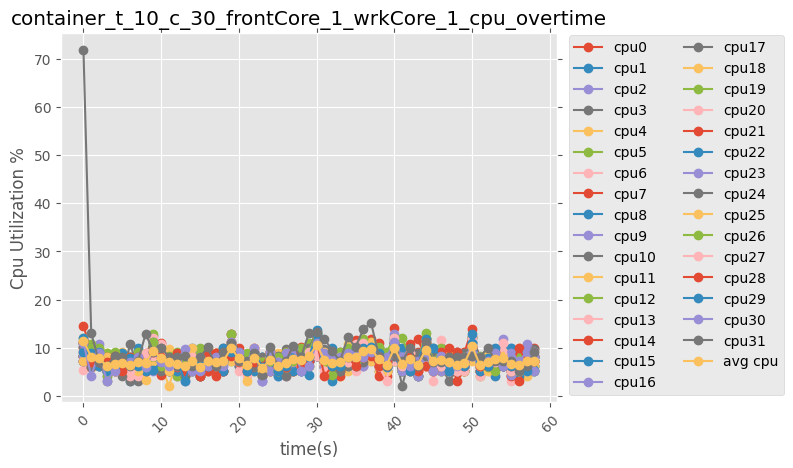 container_t_10_c_30_frontCore_1_wrkCore_1_cpu_overtime
Cpu Utilization %
70
60
50
40
30
20
10
0
0
10
20
30
40
50
60
time(s)
cpu0
cpu1
cpu2
cpu3
cpu4
cpu5
cpu6
cpu7
cpu8
cpu9
cpu10
cpu11
cpu12
cpu13
cpu14
cpu15
cpu16
cpu17
cpu18
cpu19
cpu20
cpu21
cpu22
cpu23
cpu24
cpu25
cpu26
cpu27
cpu28
cpu29
cpu30
cpu31
avg cpu